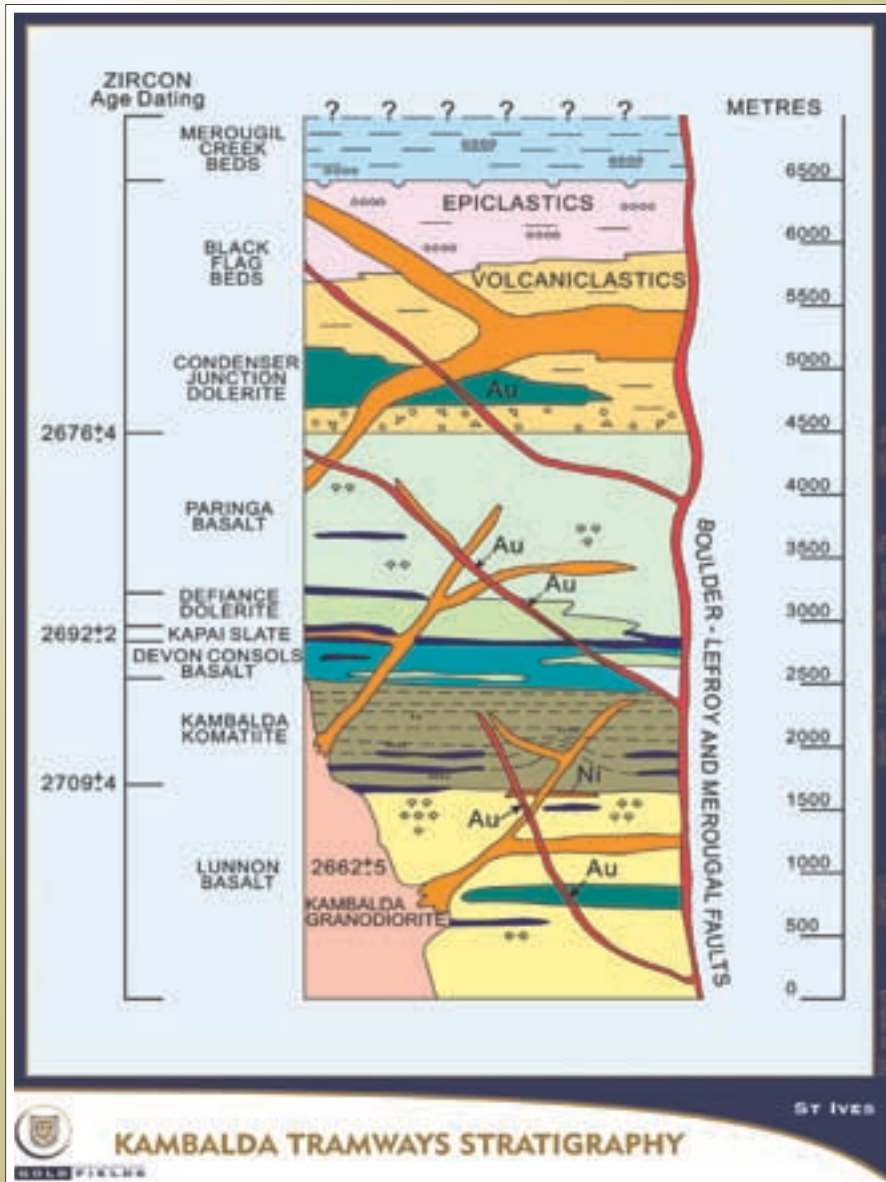 ZIRCON
Age Dating
METRES
? ? ? ? ? ?
MEROUGIL
CREEK
BEDS
6500
EPICLASTICS
6000
BLACK
FLAG
BEDS
VOLCANICLASTICS
5500
CONDENSER
JUNCTION
DOLERITE
5000
Au
4500
2676±4
4000
PARINGA
BASALT
3500
Au
Au
DEFIANCE
DOLERITE
3000
2692±2
KAPAI SLATE
DEVON CONSOLS
BASALT
2500
KAMBALDA
KOMATIITE
2000
2709±4
Ni
1500
Au
LUNNON
BASALT
2662±5
1000
Au
KAMBALDA
GRANODIORITE
500
0
BOULDER - LEFROY AND MEROUGAL FAULTS
ST IVES
KAMBALDA TRAMWAYS STRATIGRAPHY
GOLD FIELDS